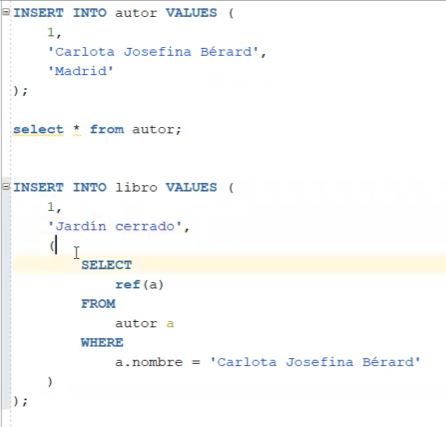 INSERT INTO autor VALUES (
1,
'Carlota Josefina Bérard',
'Madrid'
);
select * from autor;
INSERT INTO libro VALUES (
1,
'Jardín cerrado',
(
SELECT
ref(a)
FROM
autor a
WHERE
a.nombre = 'Carlota Josefina Bérard'
)
);